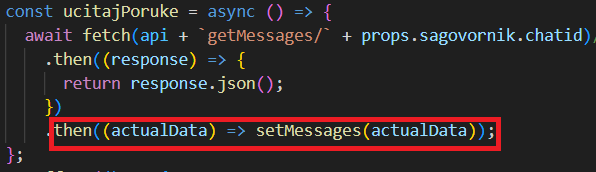 const ucitajPoruke = async () => {
await fetch(api + `getMessages/` + props.sagovornik.chatid)/
.then((response) => {
return response.json();
})
.then((actualData) => setMessages(actualData));
};